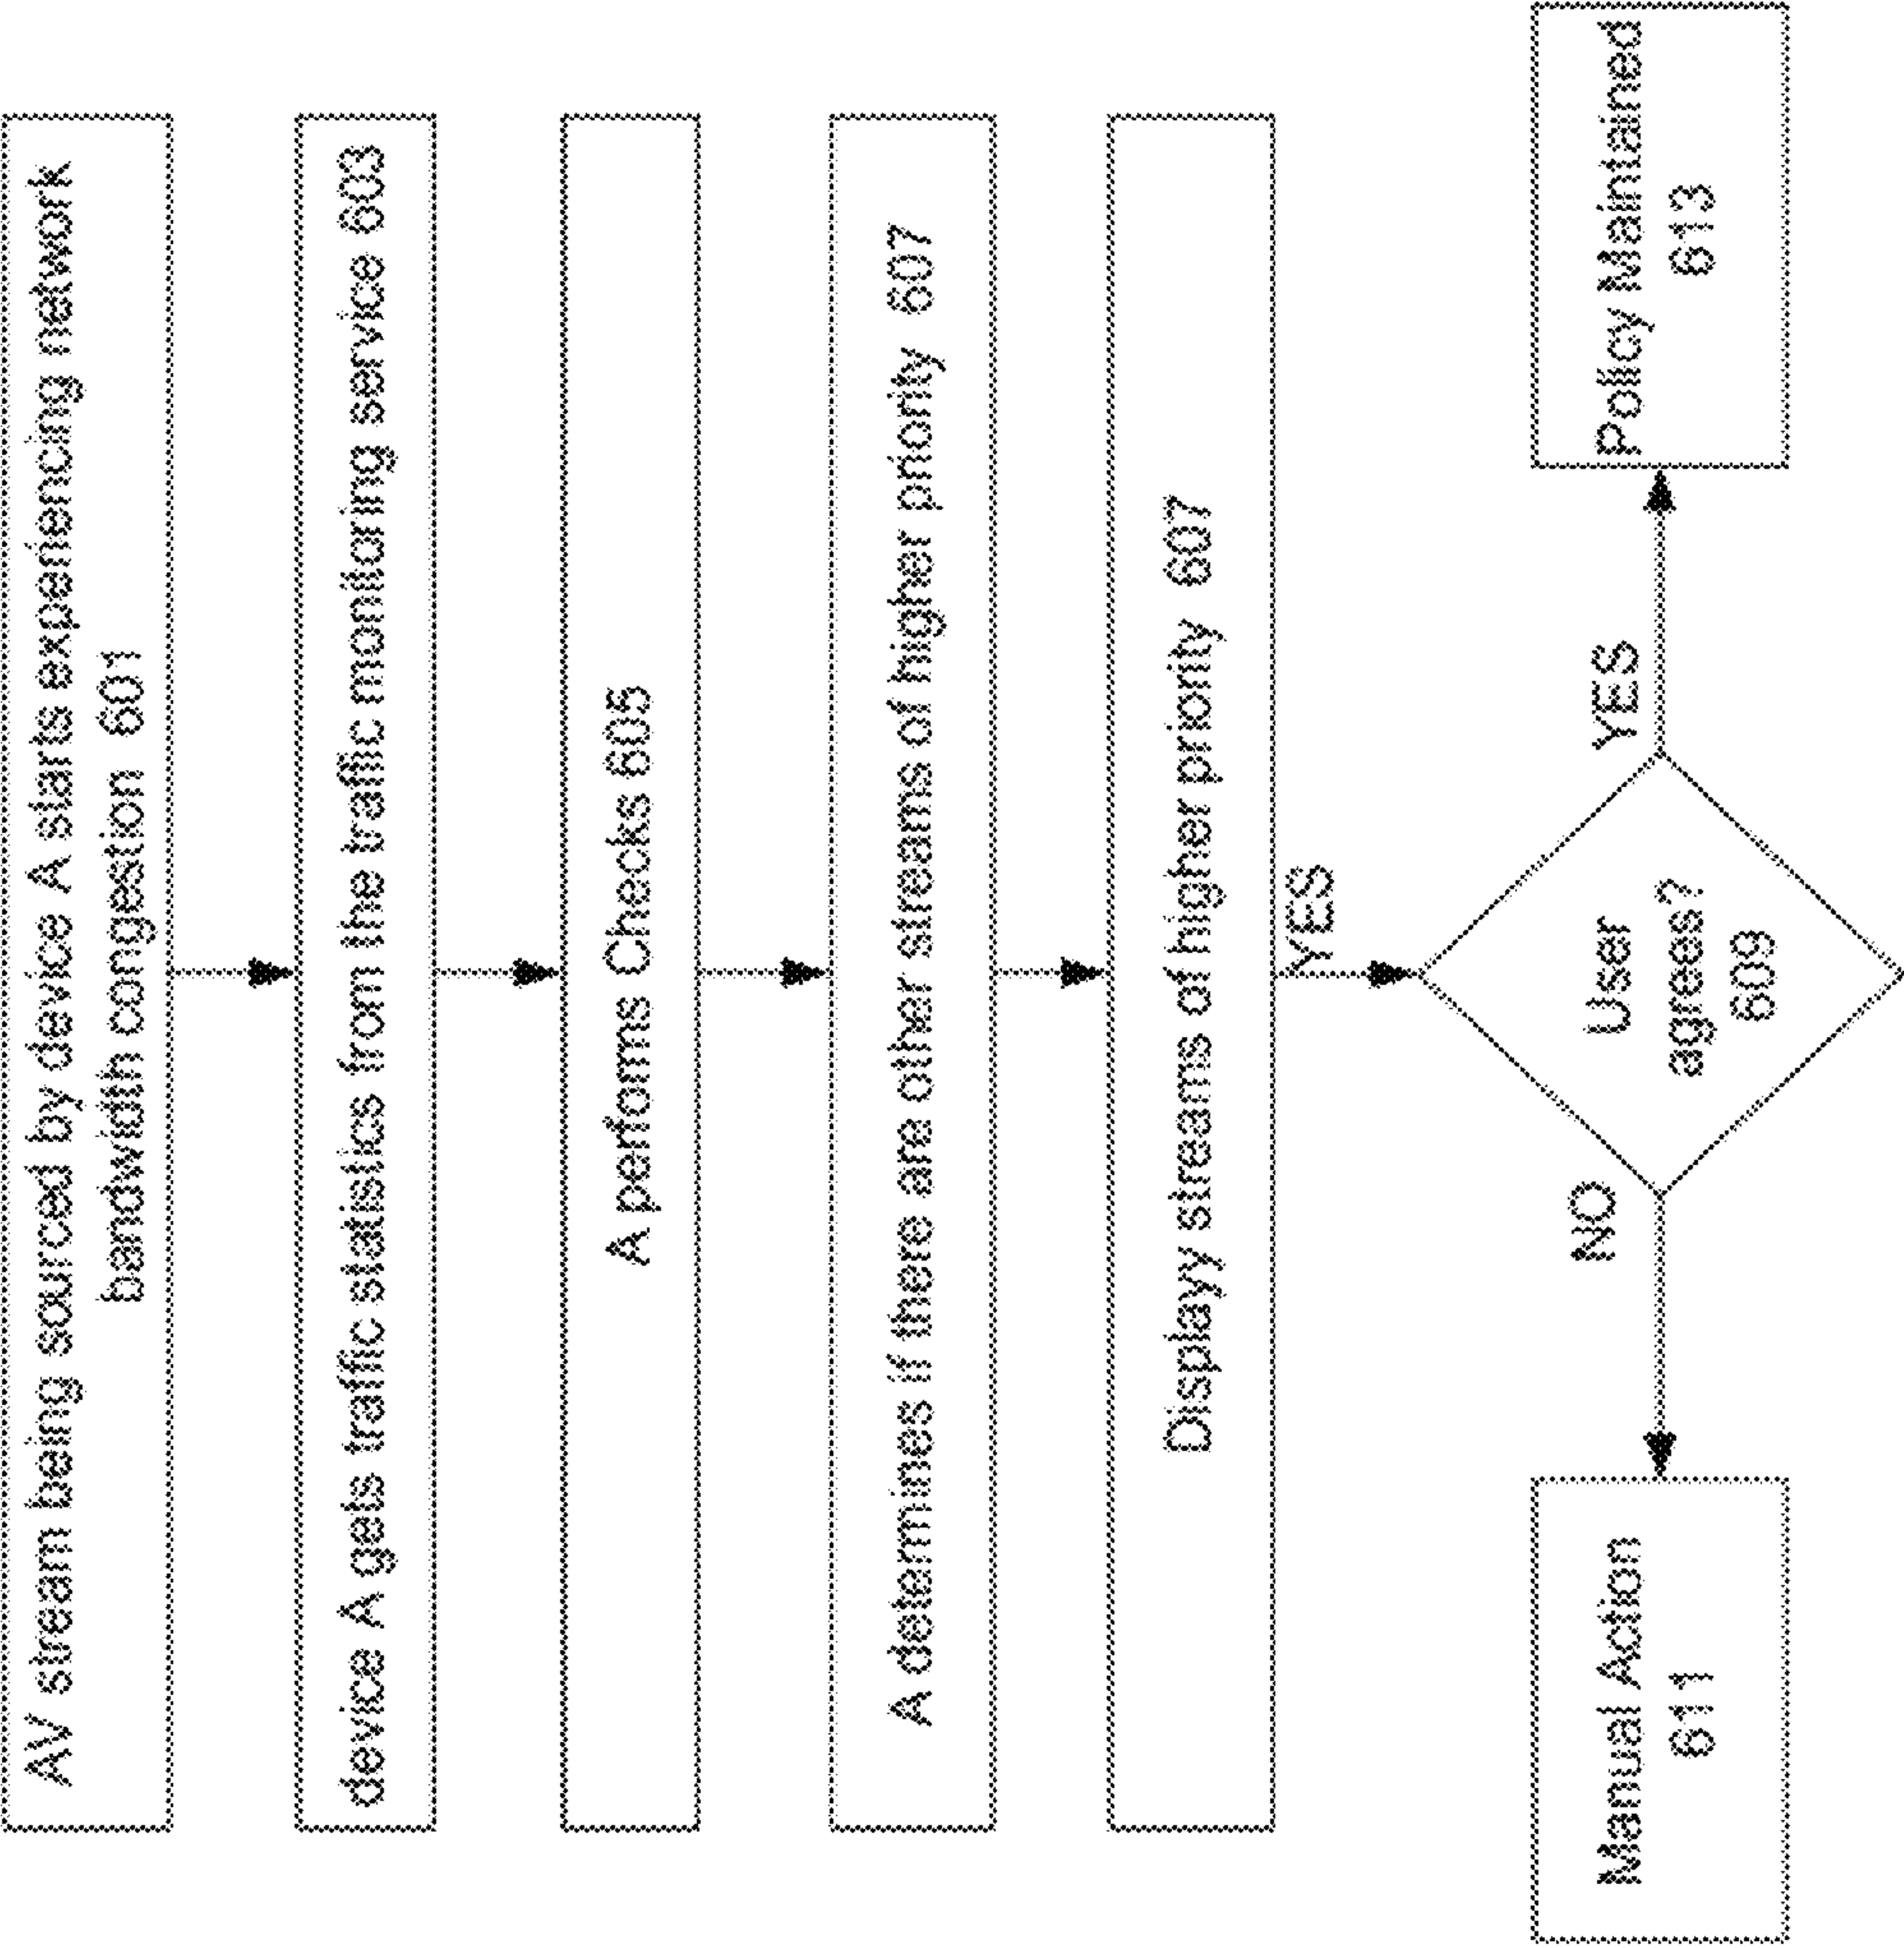 AV stream being sourced by device A starts experiencing network
bandwidth congestion 601
device A gets traffic statistics from the traffic monitoring service 603
A performs Checks 605
A determines if there are other streams of higher priority 607
Displayy streams of higher priority 607
YES
User
agrees?
609
NO
YES
Manual Action
611
Policy Maintained
613